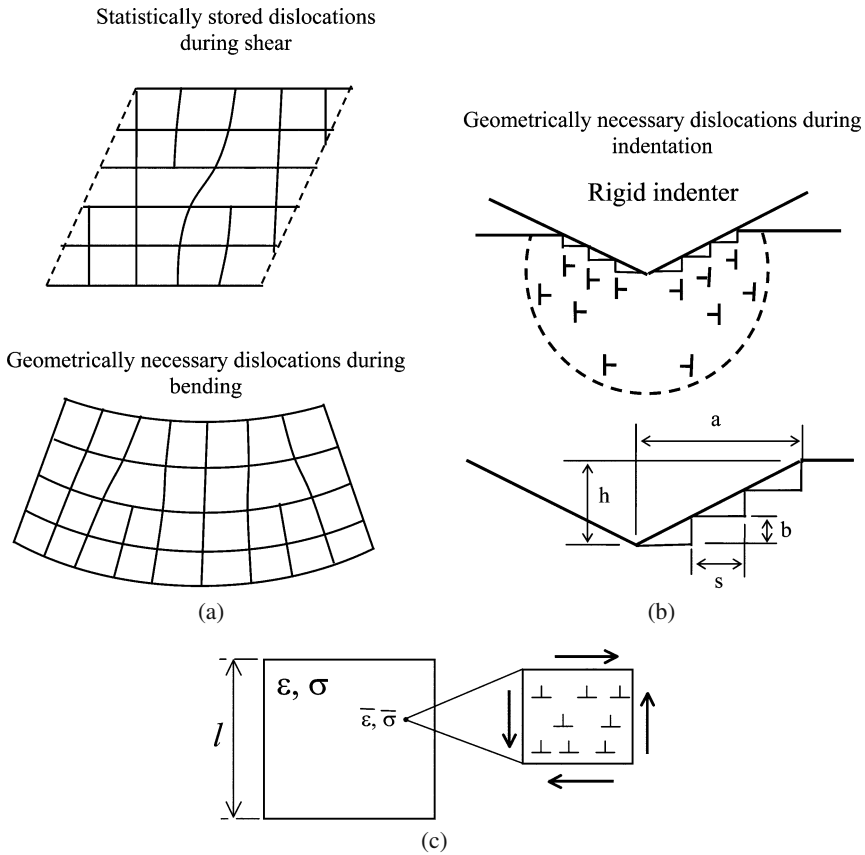 Statistically stored dislocations
during shear
Geometrically necessary dislocations during
bending
(a)
Geometrically necessary dislocations during
indentation
Rigid indenter
a
h
b
s
(b)
ε, σ
l
ε̅, σ̅
(c)